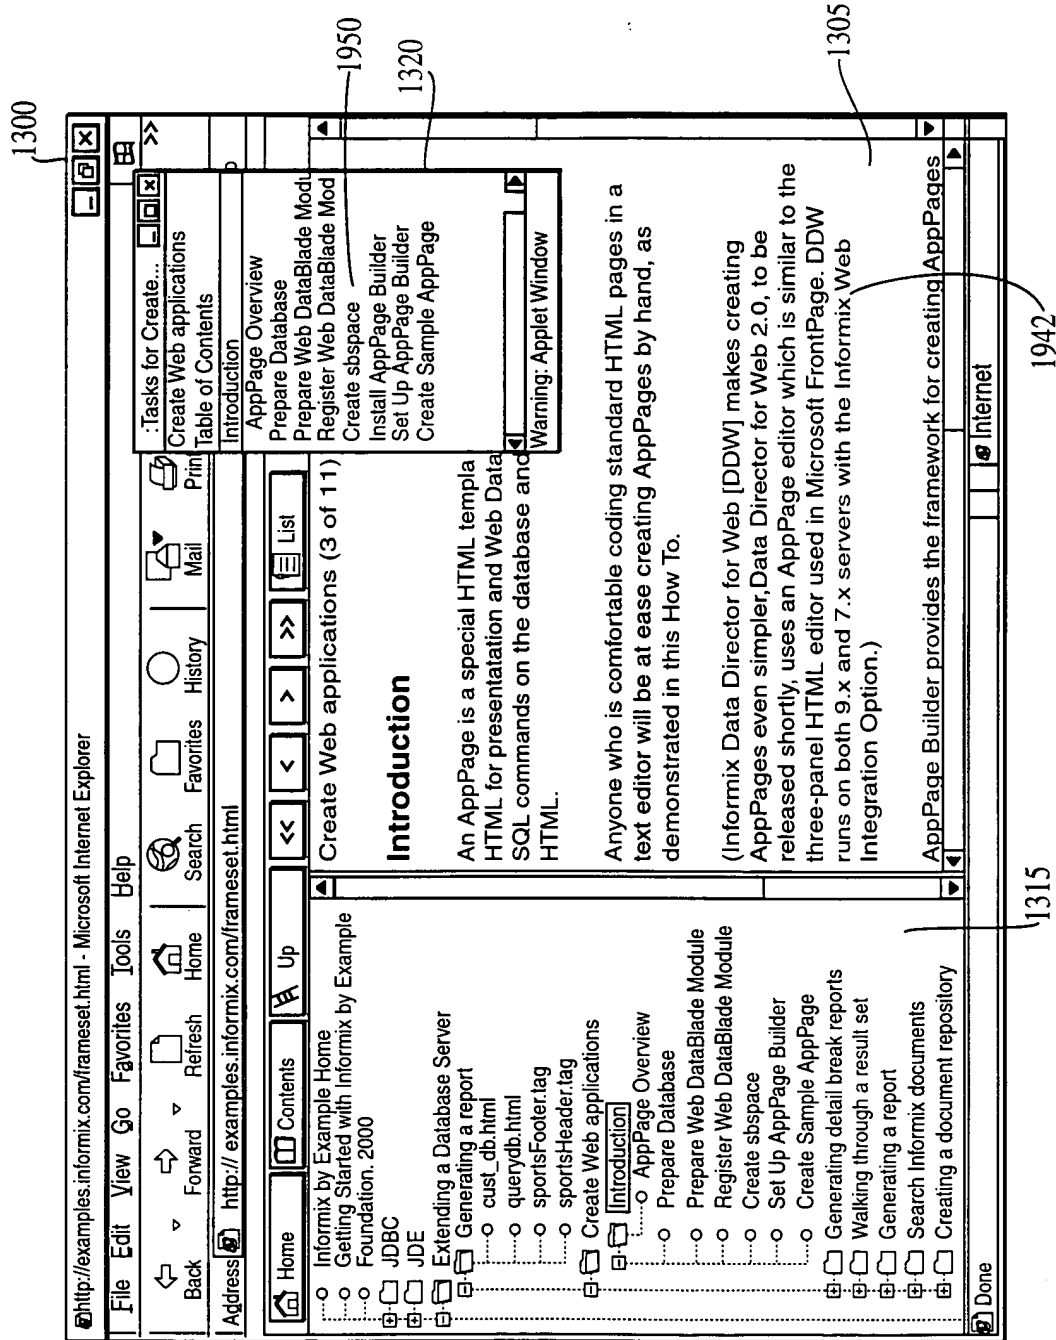 1300
http://examples.informix.com/frameset.html - Microsoft Internet Explorer
File Edit View Go Favorites Tools Help
Back Forward Refresh Home Search Favorites History Mail Print
Address http:// examples.informix.com/frameset.html
Home Contents Up << < > >> List
Informix by Example Home
Getting Started with Informix by Example
Foundation. 2000
JDBC
JDE
Extending a Database Server
Generating a report
cust_db.html
querydb.html
sportsFooter.tag
sportsHeader.tag
Create Web applications
Introduction
AppPage Overview
Prepare Database
Prepare Web DataBlade Module
Register Web DataBlade Module
Create sbspace
Set Up AppPage Builder
Create Sample AppPage
Generating detail break reports
Walking through a result set
Generating a report
Search Informix documents
Creating a document repository
1315
Create Web applications (3 of 11)
Introduction
An AppPage is a special HTML templa
HTML for presentatation and Web Data
SQL commands on the database and
HTML.
Anyone who is comfortable coding standard HTML pages in a
text editor will be at ease creating AppPages by hand, as
demonstrated in this How To.
(Informix Data Director for Web [DDW] makes creating
AppPages even simpler,Data Director for Web 2.0, to be
released shortly, uses an AppPage editor which is similar to the
three-panel HTML editor used in Microsoft FrontPage. DDW
runs on both 9.x and 7.x servers with the Informix Web
Integration Option.)
AppPage Builder provides the framework for creating AppPages
1942
1305
:Tasks for Create...
Create Web applications
Table of Contents
Introduction
AppPage Overview
Prepare Database
Prepare Web DataBlade Modu
Register Web DataBlade Mod
Create sbspace
Install AppPage Builder
Set Up AppPage Builder
Create Sample AppPage
Warning: Applet Window
1950
1320
Done
Internet